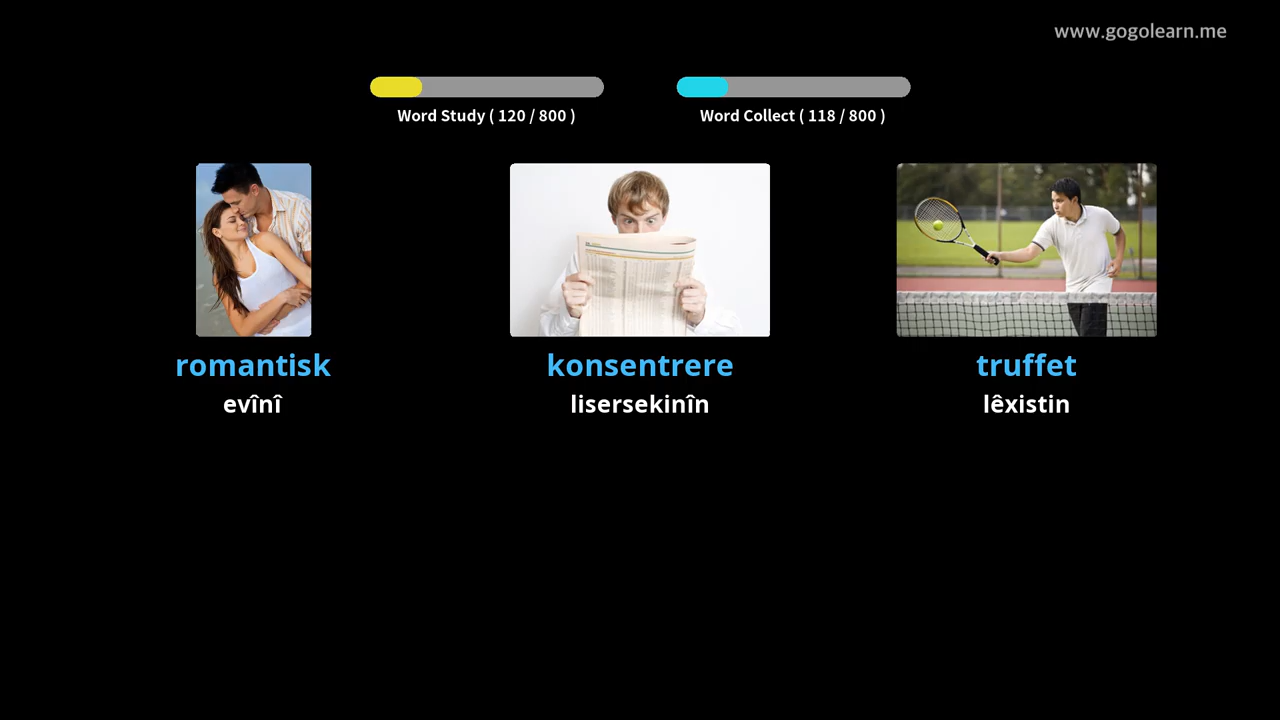 www.gogolearn.me
Word Study ( 120 / 800 )
Word Collect ( 118 / 800 )
romantisk
konsentrere
truffet
evînî
lisersekinîn
lêxistin